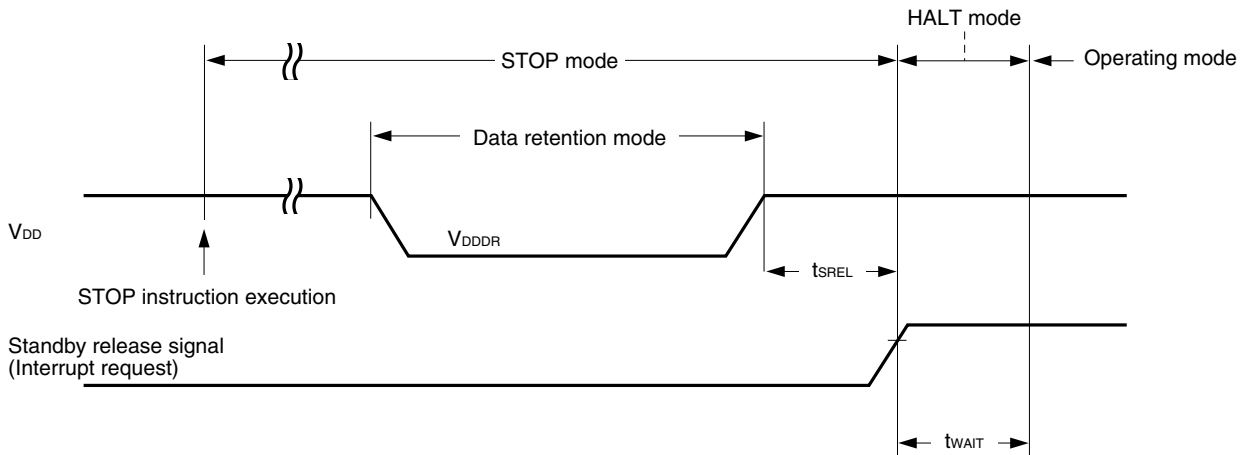 HALT mode
STOP mode
Operating mode
Data retention mode
VDD
VDDDR
tSREL
STOP instruction execution
Standby release signal
(Interrupt request)
tWAIT